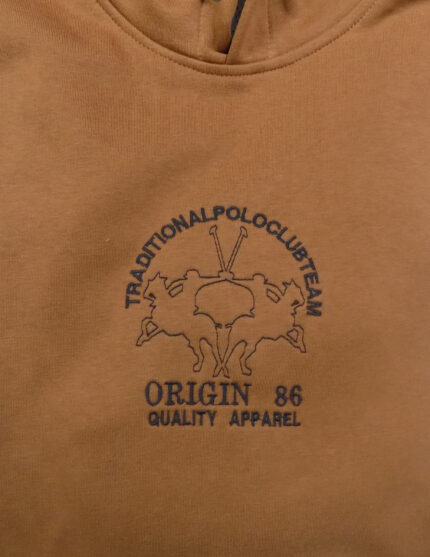 TRADITIONALPOLOCLUBTEAM
ORIGIN 86
QUALITY APPAREL